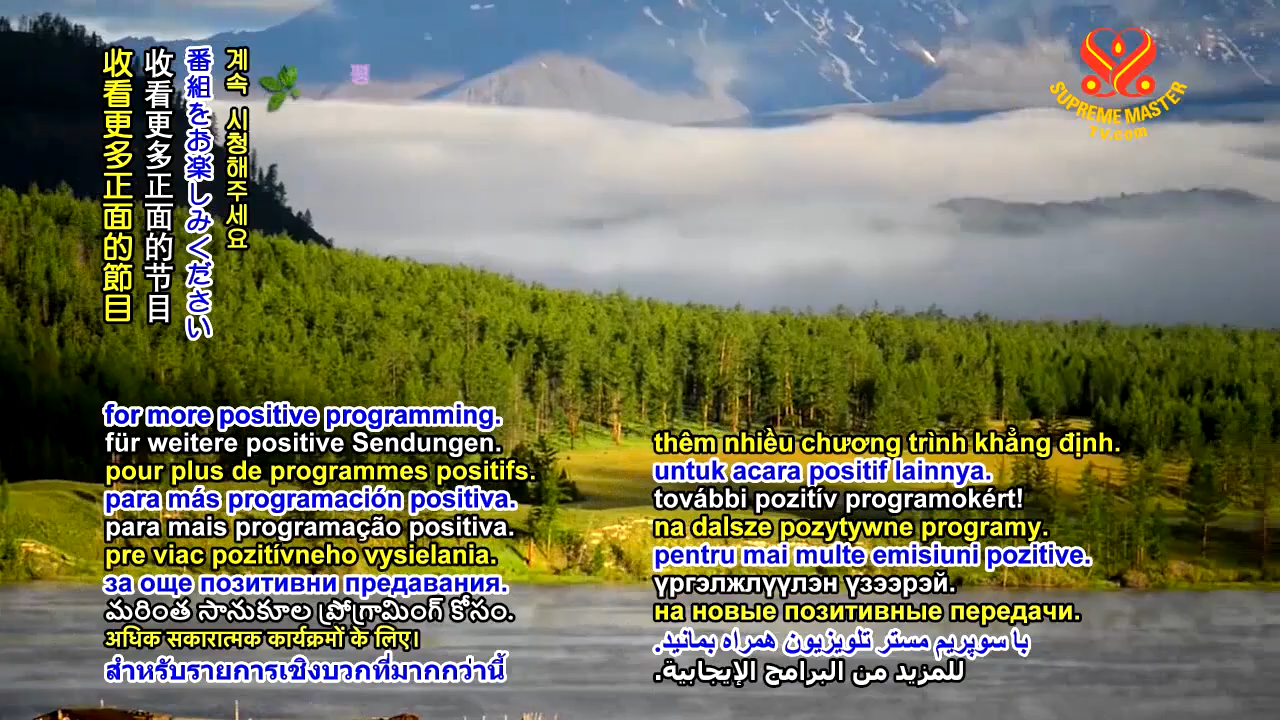 收看更多正面的節目
收看更多正面的节目
番組をお楽しみください
계속 시청해주세요
SUPREME MASTER
TV.com
for more positive programming.
für weitere positive Sendungen.
pour plus de programmes positifs.
para más programación positiva.
para mais programação positiva.
pre viac pozitívneho vysielania.
за още позитивни предавания.
మరింత సానుకూల ప్రోగ్రామింగ్ కోసం.
अधिक सकारात्मक कार्यक्रमों के लिए।
สำหรับรายการเชิงบวกที่มากกว่านี้
thêm nhiều chương trình khẳng định.
untuk acara positif lainnya.
további pozitív programokért!
na dalsze pozytywne programy.
pentru mai multe emisiuni pozitive.
үргэлжлүүлэн үзээрэй.
на новые позитивные передачи.
با سوپریم مستر تلویزیون همراه بمانید.
للمزيد من البرامج الإيجابية.